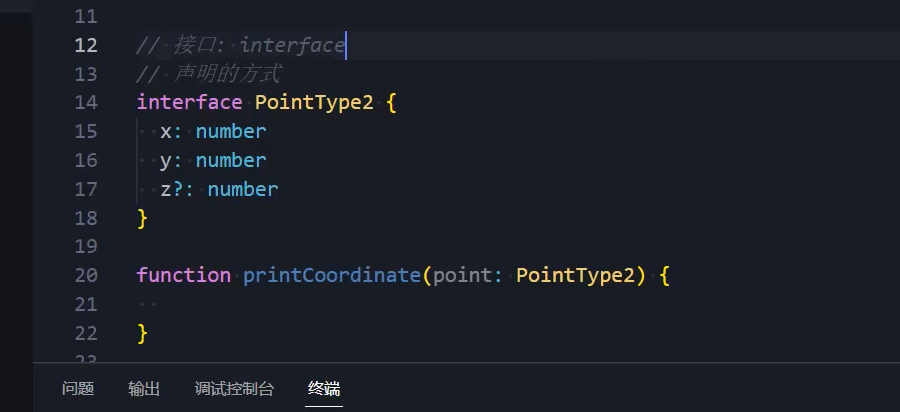 11
12 // 接口: interface
13 // 声明的方式
14 interface PointType2 {
15 x: number
16 y: number
17 z?: number
18 }
19
20 function printCoordinate(point: PointType2) {
21
22 }
23
问题 输出 调试控制台 终端